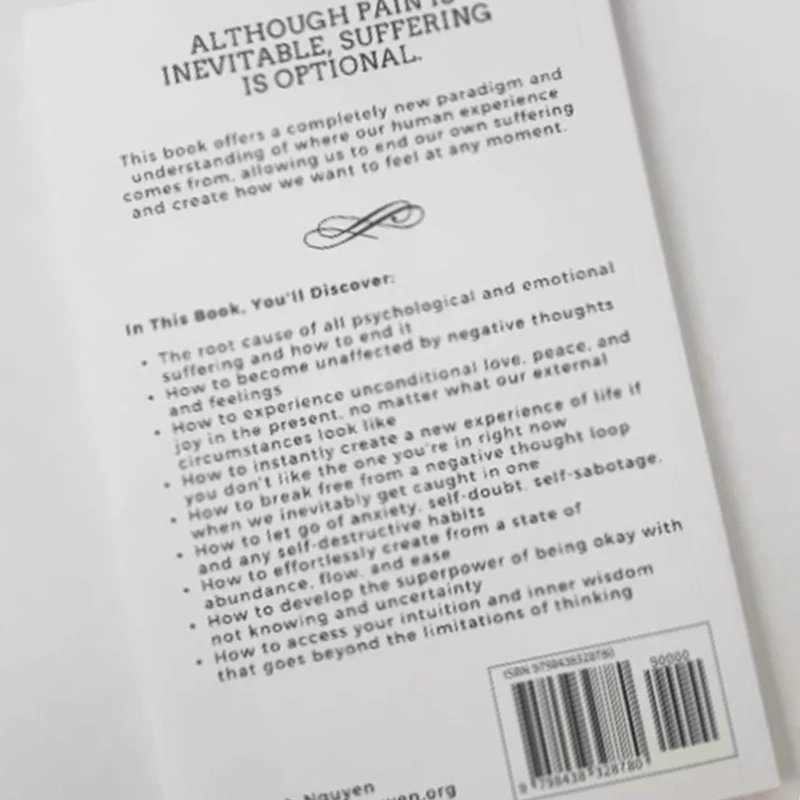 ALTHOUGH PAIN IS
INEVITABLE, SUFFERING
IS OPTIONAL.
This book offers a completely new paradigm and
understanding of where our human experience
comes from, allowing us to end our own suffering
and create how we want to feel at any moment.
In This Book, You'll Discover:
• The root cause of all psychological and emotional
suffering and how to end it
• How to become unaffected by negative thoughts
and feelings
• How to experience unconditional love, peace, and
joy in the present, no matter what our external
circumstances look like
• How to instantly create a new experience of life if
you don't like the one you're in right now
• How to break free from a negative thought loop
when we inevitably get caught in one
• How to let go of anxiety, self-doubt, self-sabotage,
and any self-destructive habits
• How to effortlessly create from a state of
abundance, flow, and ease
• How to develop the superpower of being okay with
not knowing and uncertainty
• How to access your intuition and inner wisdom
that goes beyond the limitations of thinking
ISBN 9798438328780
90000
9 798438 328780
Nguyen